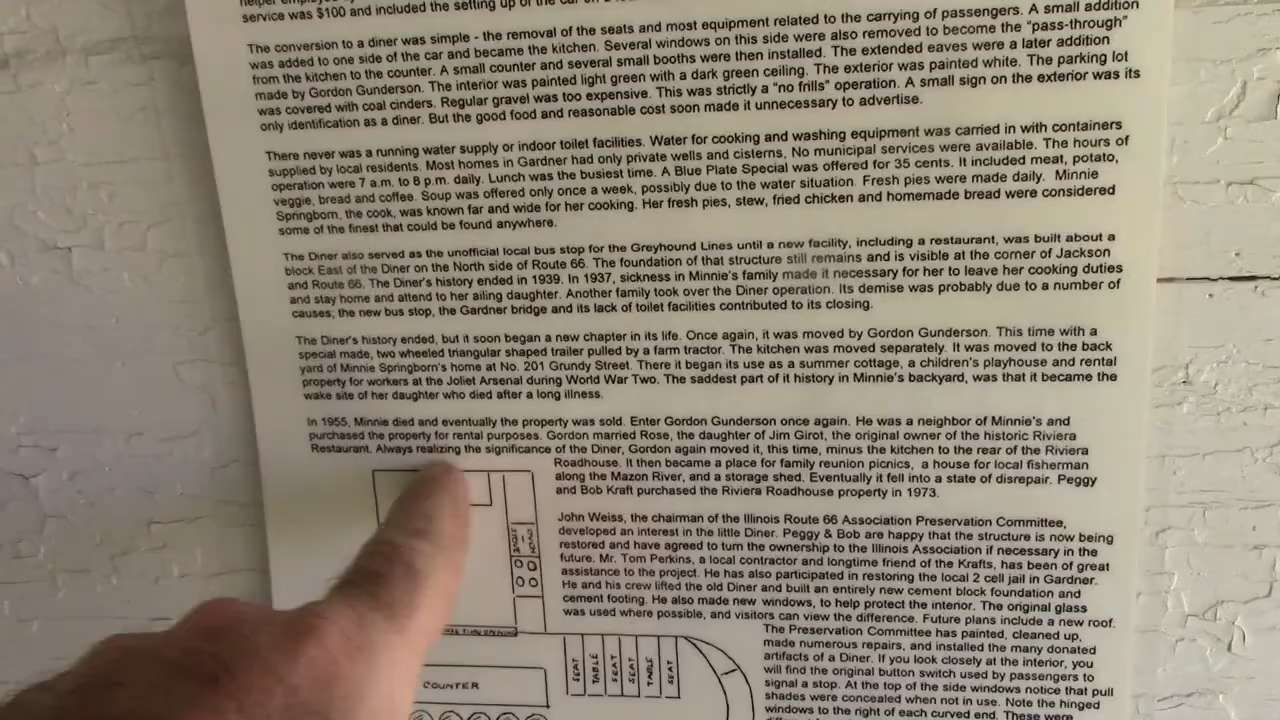 service was $100 and included the setting up of the car on a
The conversion to a diner was simple - the removal of the seats and most equipment related to the carrying of passengers. A small addition
was added to one side of the car and became the kitchen. Several windows on this side were also removed to become the “pass-through”
from the kitchen to the counter. A small counter and several small booths were then installed. The extended eaves were a later addition
made by Gordon Gunderson. The interior was painted light green with a dark green ceiling. The exterior was painted white. The parking lot
was covered with coal cinders. Regular gravel was too expensive. This was strictly a “no frills” operation. A small sign on the exterior was its
only identification as a diner. But the good food and reasonable cost soon made it unnecessary to advertise.
There never was a running water supply or indoor toilet facilities. Water for cooking and washing equipment was carried in with containers
supplied by local residents. Most homes in Gardner had only private wells and cisterns, No municipal services were available. The hours of
operation were 7 a.m. to 8 p.m. daily. Lunch was the busiest time. A Blue Plate Special was offered for 35 cents. It included meat, potato,
veggie, bread and coffee. Soup was offered only once a week, possibly due to the water situation. Fresh pies were made daily. Minnie
Springborn, the cook, was known far and wide for her cooking. Her fresh pies, stew, fried chicken and homemade bread were considered
some of the finest that could be found anywhere.
The Diner also served as the unofficial local bus stop for the Greyhound Lines until a new facility, including a restaurant, was built about a
block East of the Diner on the North side of Route 66. The foundation of that structure still remains and is visible at the corner of Jackson
and Route 66. The Diner's history ended in 1939. In 1937, sickness in Minnie's family made it necessary for her to leave her cooking duties
and stay home and attend to her ailing daughter. Another family took over the Diner operation. Its demise was probably due to a number of
causes; the new bus stop, the Gardner bridge and its lack of toilet facilities contributed to its closing.
The Diner's history ended, but it soon began a new chapter in its life. Once again, it was moved by Gordon Gunderson. This time with a
special made, two wheeled triangular shaped trailer pulled by a farm tractor. The kitchen was moved separately. It was moved to the back
yard of Minnie Springborn's home at No. 201 Grundy Street. There it began its use as a summer cottage, a children's playhouse and rental
property for workers at the Joliet Arsenal during World War Two. The saddest part of it history in Minnie's backyard, was that it became the
wake site of her daughter who died after a long illness.
In 1955, Minnie died and eventually the property was sold. Enter Gordon Gunderson once again. He was a neighbor of Minnie's and
purchased the property for rental purposes. Gordon married Rose, the daughter of Jim Girot, the original owner of the historic Riviera
Restaurant. Always realizing the significance of the Diner, Gordon again moved it, this time, minus the kitchen to the rear of the Riviera
Roadhouse. It then became a place for family reunion picnics, a house for local fisherman
along the Mazon River, and a storage shed. Eventually it fell into a state of disrepair. Peggy
and Bob Kraft purchased the Riviera Roadhouse property in 1973.
John Weiss, the chairman of the Illinois Route 66 Association Preservation Committee,
developed an interest in the little Diner. Peggy & Bob are happy that the structure is now being
restored and have agreed to turn the ownership to the Illinois Association if necessary in the
future. Mr. Tom Perkins, a local contractor and longtime friend of the Krafts, has been of great
assistance to the project. He has also participated in restoring the local 2 cell jail in Gardner.
He and his crew lifted the old Diner and built an entirely new cement block foundation and
cement footing. He also made new windows, to help protect the interior. The original glass
was used where possible, and visitors can view the difference. Future plans include a new roof.
The Preservation Committee has painted, cleaned up,
made numerous repairs, and installed the many donated
artifacts of a Diner. If you look closely at the interior, you
will find the original button switch used by passengers to
signal a stop. At the top of the side windows notice that pull
shades were concealed when not in use. Note the hinged
windows to the right of each curved end. These were
STOVE
OVEN
SEAT
TABLE
SEAT
SEAT
TABLE
SEAT
COUNTER